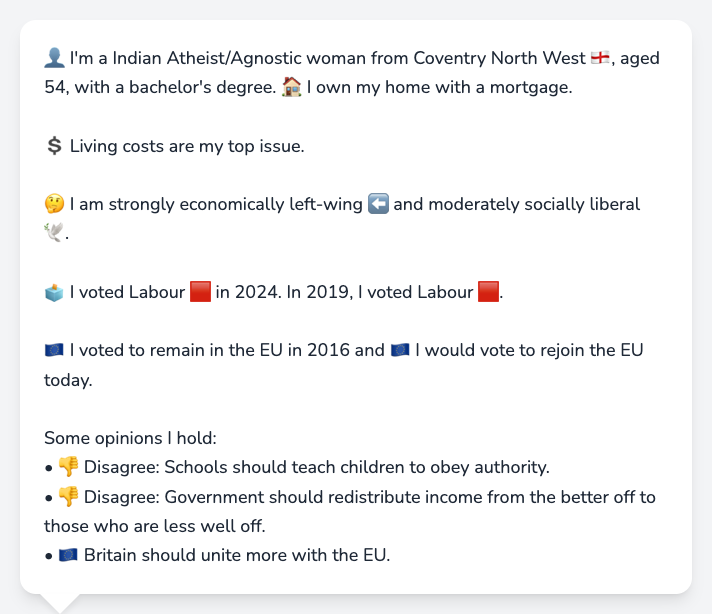 👤 I'm a Indian Atheist/Agnostic woman from Coventry North West 🏴󠁧󠁢󠁥󠁮󠁧󠁿, aged
54, with a bachelor's degree. 🏠 I own my home with a mortgage.
💲 Living costs are my top issue.
🤔 I am strongly economically left-wing ⬅️ and moderately socially liberal
🕊️.
🗳️ I voted Labour 🟥 in 2024. In 2019, I voted Labour 🟥.
🇪🇺 I voted to remain in the EU in 2016 and 🇪🇺 I would vote to rejoin the EU
today.
Some opinions I hold:
• 👎 Disagree: Schools should teach children to obey authority.
• 👎 Disagree: Government should redistribute income from the better off to
those who are less well off.
• 🇪🇺 Britain should unite more with the EU.